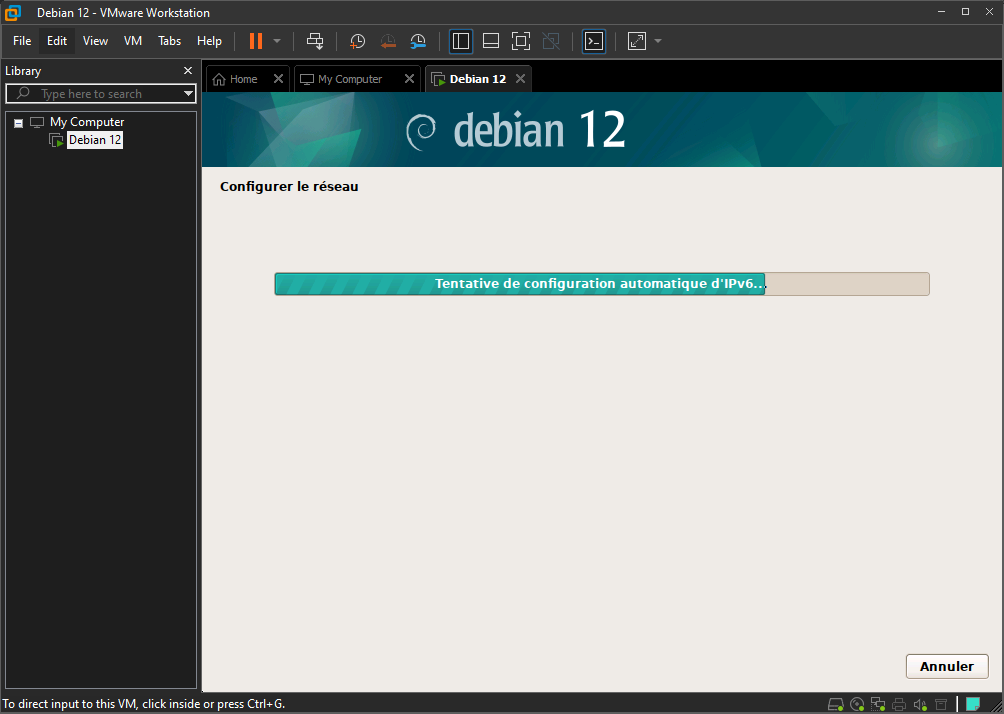 Debian 12 - VMware Workstation
File Edit View VM Tabs Help
Library
Home
My Computer
Debian 12
Type here to search
My Computer
Debian 12
debian 12
Configurer le réseau
Tentative de configuration automatique d'IPv6...
Annuler
To direct input to this VM, click inside or press Ctrl+G.